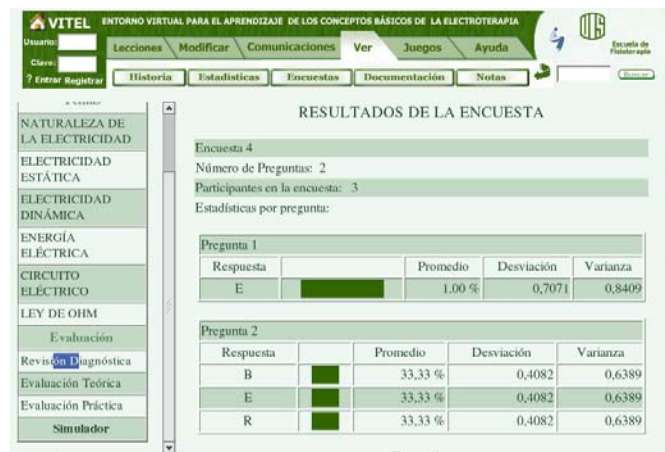 VITEL
ENTORNO VIRTUAL PARA EL APRENDIZAJE DE LOS CONCEPTOS BÁSICOS DE LA ELECTROTERAPIA
Usuario:
Clave:
? Entrar Registrar
Lecciones Modificar Comunicaciones Ver Juegos Ayuda
Escuela de
Fisioterapia
Historia Estadísticas Encuestas Documentación Notas
Buscar
NATURALEZA DE
LA ELECTRICIDAD
ELECTRICIDAD
ESTÁTICA
ELECTRICIDAD
DINÁMICA
ENERGÍA
ELÉCTRICA
CIRCUITO
ELÉCTRICO
LEY DE OHM
Evaluación
Revisión Diagnóstica
Evaluación Teórica
Evaluación Práctica
Simulador
RESULTADOS DE LA ENCUESTA
Encuesta 4
Número de Preguntas: 2
Participantes en la encuesta: 3
Estadísticas por pregunta:
Pregunta 1
Respuesta Promedio Desviación Varianza
E 1.00 % 0,7071 0,8409
Pregunta 2
Respuesta Promedio Desviación Varianza
B 33,33 % 0,4082 0,6389
E 33,33 % 0,4082 0,6389
R 33,33 % 0,4082 0,6389